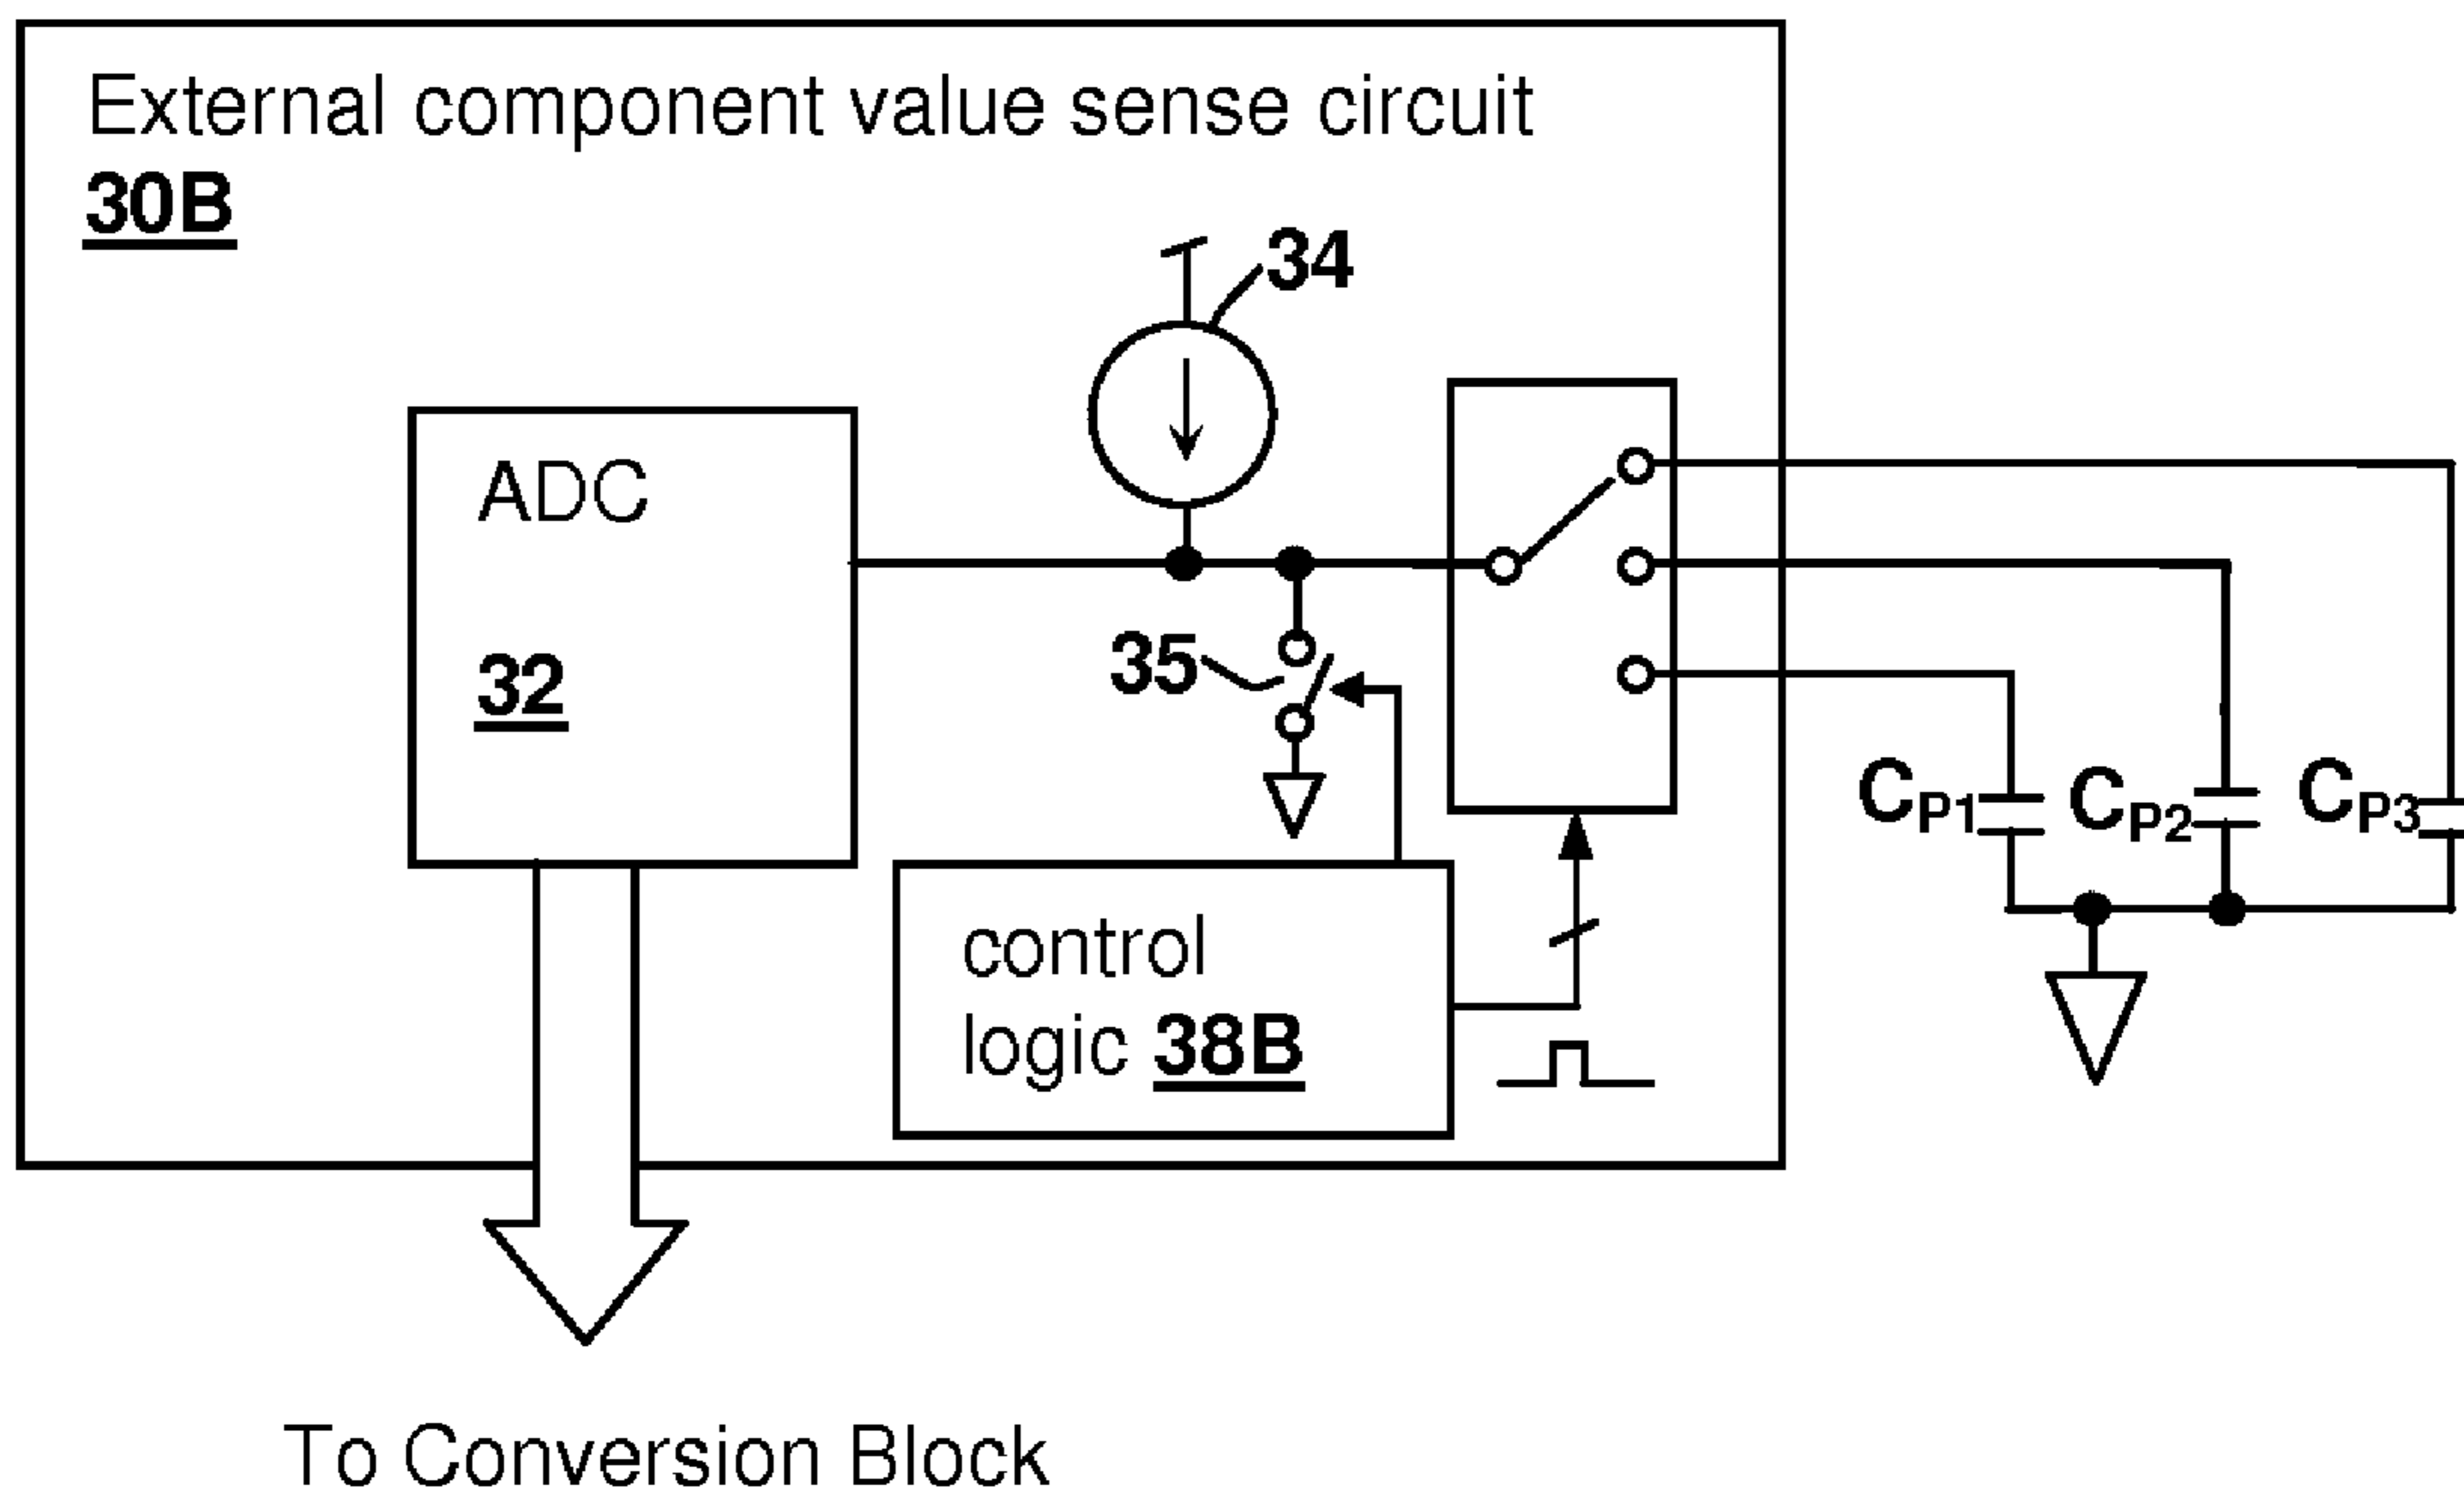 External component value sense circuit
30B
34
ADC
32
35
CP1
CP2
CP3
control
logic 38B
To Conversion Block